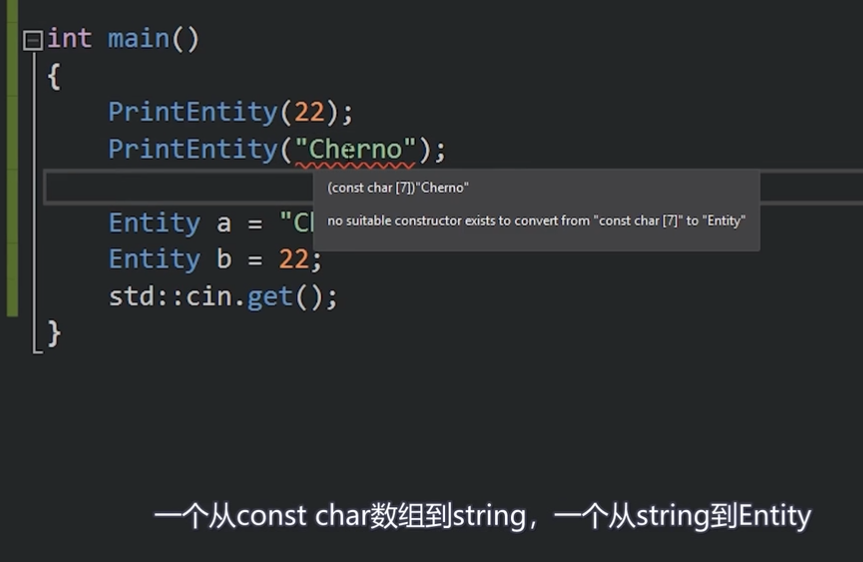 int main()
{
PrintEntity(22);
PrintEntity("Cherno");
(const char [7])"Cherno"
no suitable constructor exists to convert from "const char [7]" to "Entity"
Entity a = "C
Entity b = 22;
std::cin.get();
}
一个从const char数组到string，一个从string到Entity